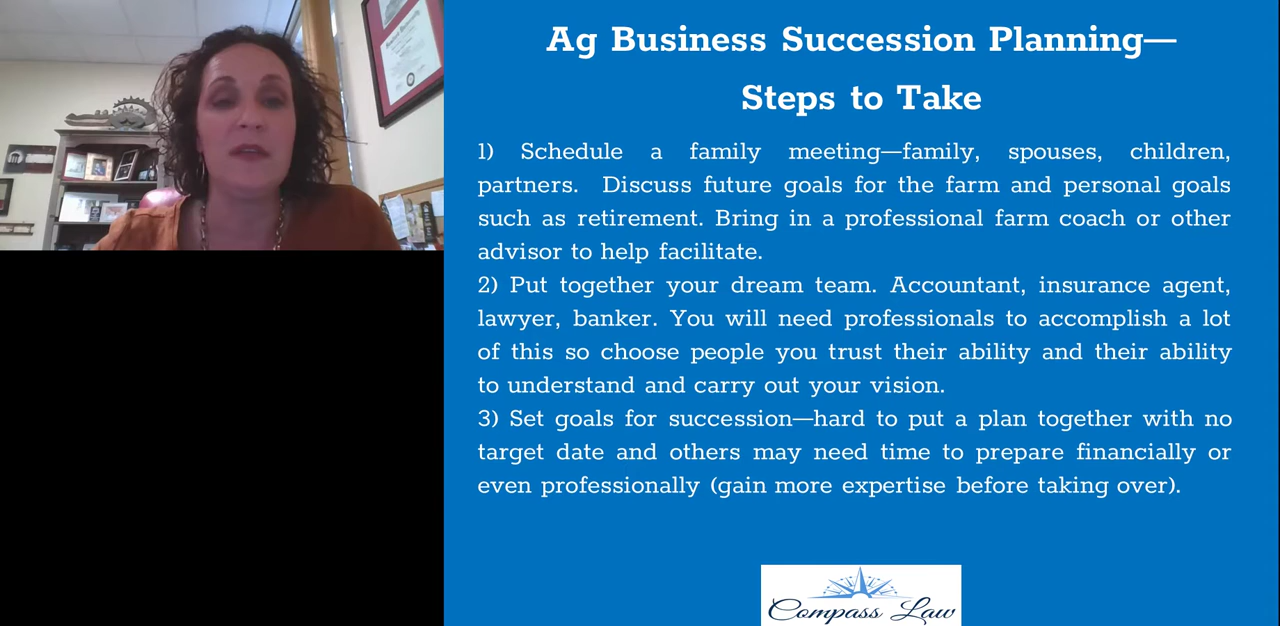 Ag Business Succession Planning—
Steps to Take
1) Schedule a family meeting—family, spouses, children,
partners. Discuss future goals for the farm and personal goals
such as retirement. Bring in a professional farm coach or other
advisor to help facilitate.
2) Put together your dream team. Accountant, insurance agent,
lawyer, banker. You will need professionals to accomplish a lot
of this so choose people you trust their ability and their ability
to understand and carry out your vision.
3) Set goals for succession—hard to put a plan together with no
target date and others may need time to prepare financially or
even professionally (gain more expertise before taking over).
Compass Law